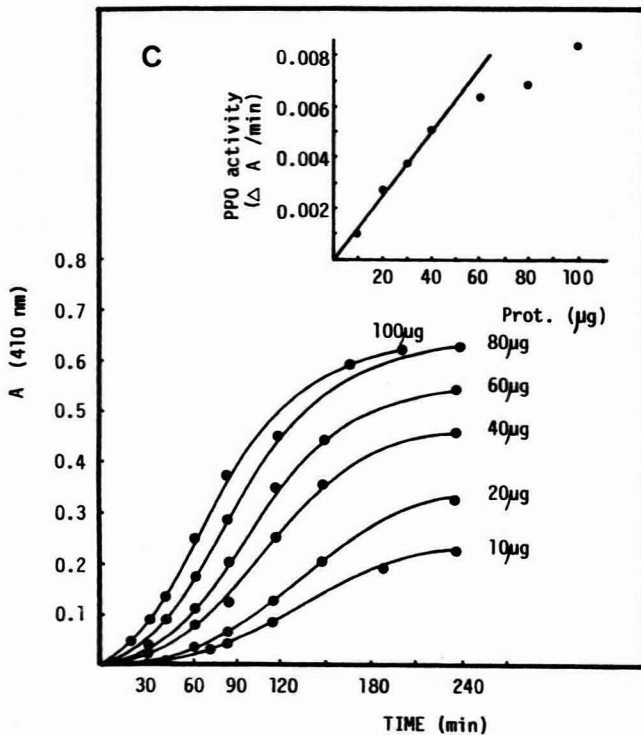 C
PPO activity
(△ A /min)
0.008
0.006
0.004
0.002
20 40 60 80 100
Prot. (µg)
A (410 nm)
0.8
0.7
0.6
0.5
0.4
0.3
0.2
0.1
100µg
80µg
60µg
40µg
20µg
10µg
30 60 90 120 180 240
TIME (min)